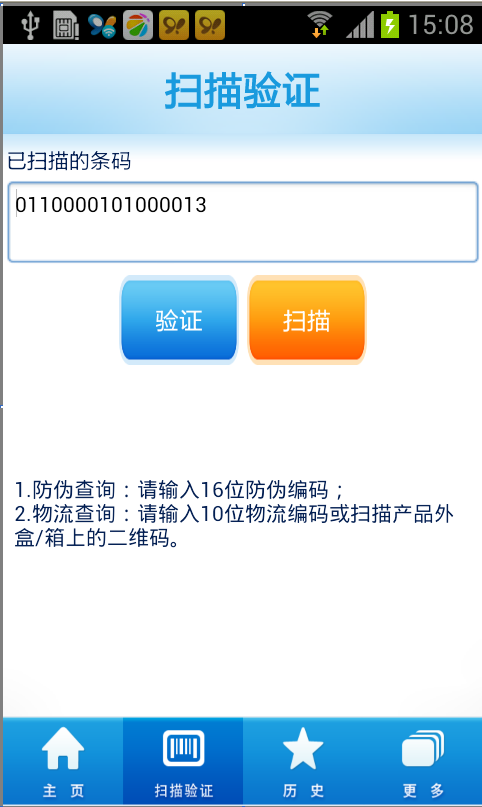 15:08
扫描验证
已扫描的条码
0110000101000013
验证 扫描
1.防伪查询：请输入16位防伪编码；
2.物流查询：请输入10位物流编码或扫描产品外
盒/箱上的二维码。
主 页 扫描验证 历 史 更 多